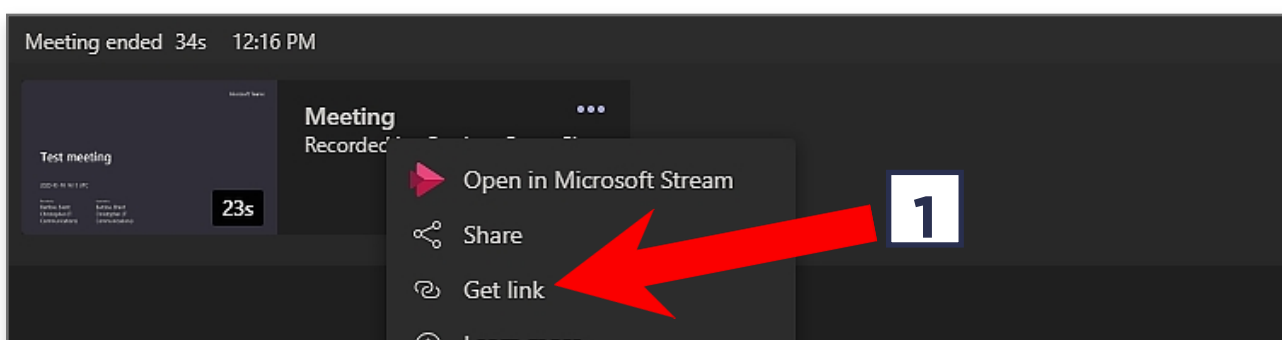 Meeting ended 34s 12:16 PM
Microsoft Teams
Test meeting
23s
Meeting
Recorded
Open in Microsoft Stream
Share
Get link
1